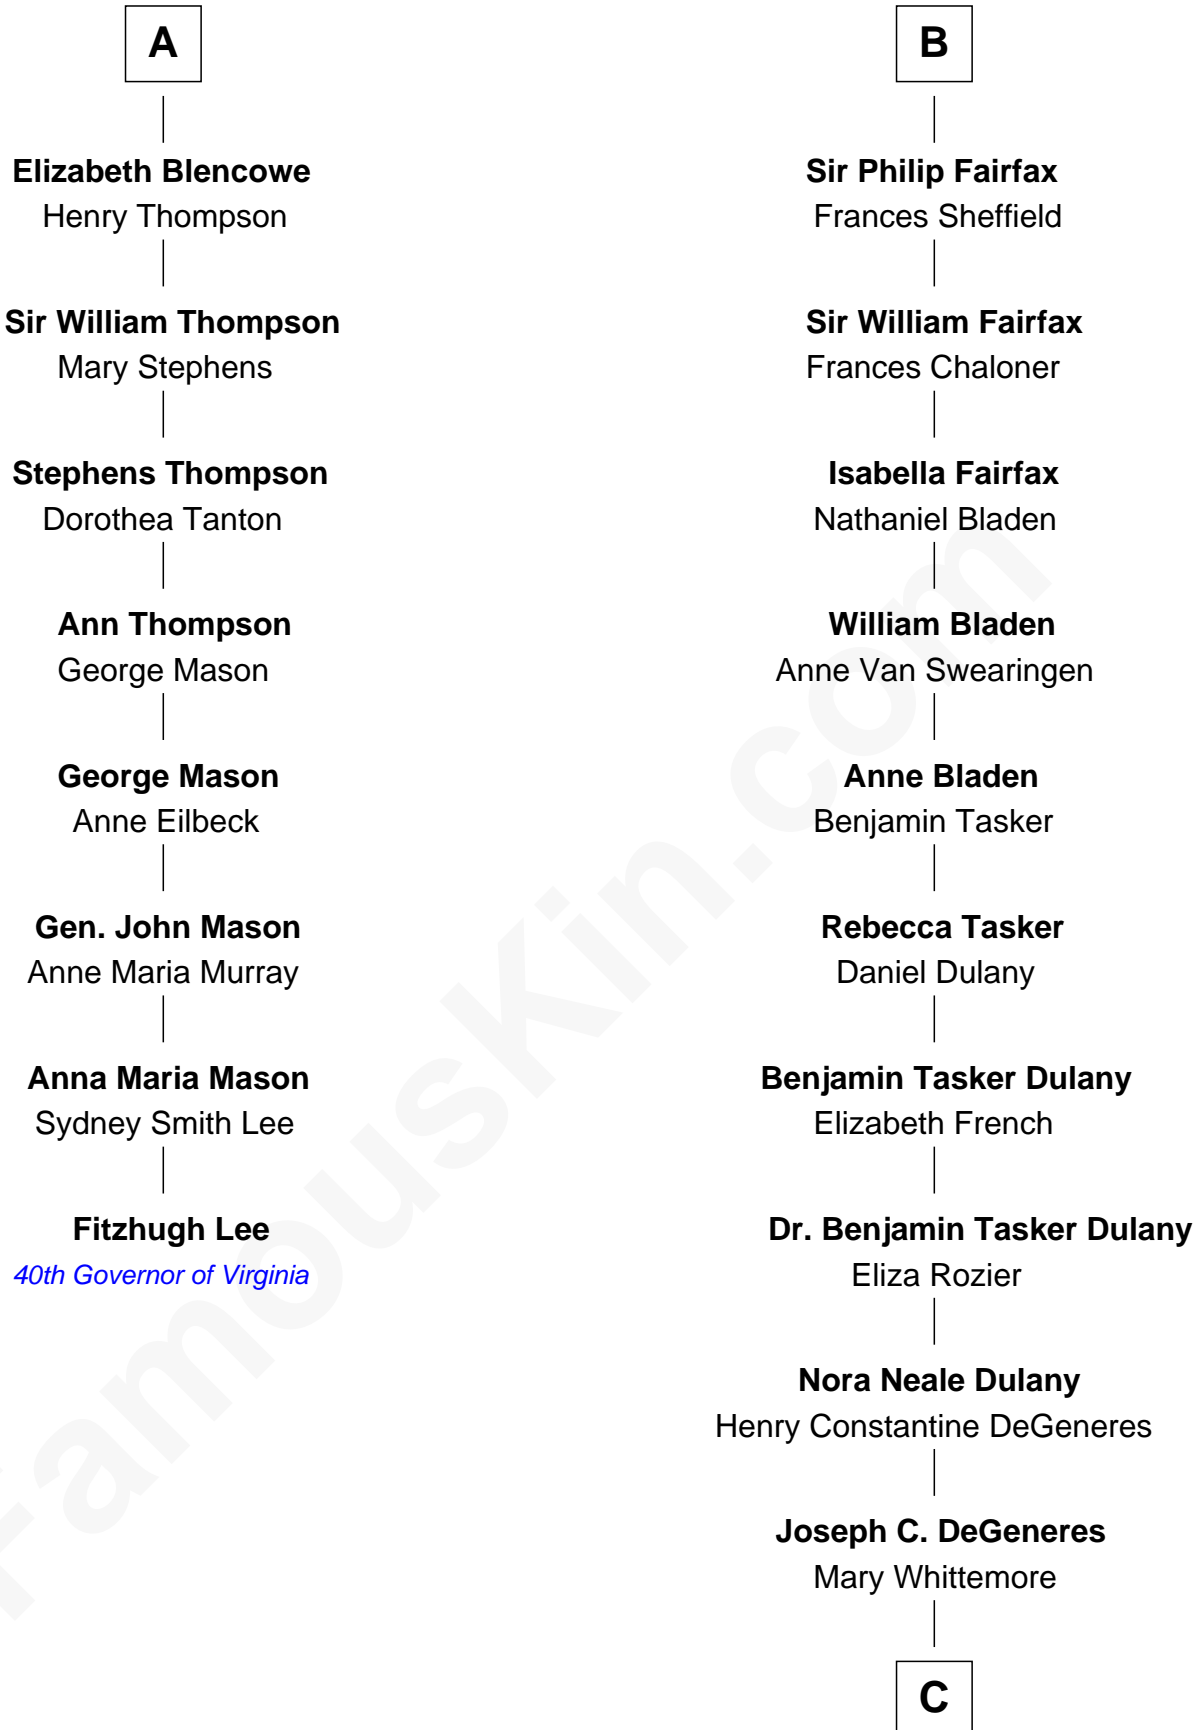 A
Elizabeth Blencowe
Henry Thompson
Sir William Thompson
Mary Stephens
Stephens Thompson
Dorothea Tanton
Ann Thompson
George Mason
George Mason
Anne Eilbeck
Gen. John Mason
Anne Maria Murray
Anna Maria Mason
Sydney Smith Lee
Fitzhugh Lee
40th Governor of Virginia
B
Sir Philip Fairfax
Frances Sheffield
Sir William Fairfax
Frances Chaloner
Isabella Fairfax
Nathaniel Bladen
William Bladen
Anne Van Swearingen
Anne Bladen
Benjamin Tasker
Rebecca Tasker
Daniel Dulany
Benjamin Tasker Dulany
Elizabeth French
Dr. Benjamin Tasker Dulany
Eliza Rozier
Nora Neale Dulany
Henry Constantine DeGeneres
Joseph C. DeGeneres
Mary Whittemore
C
FamousKin.com